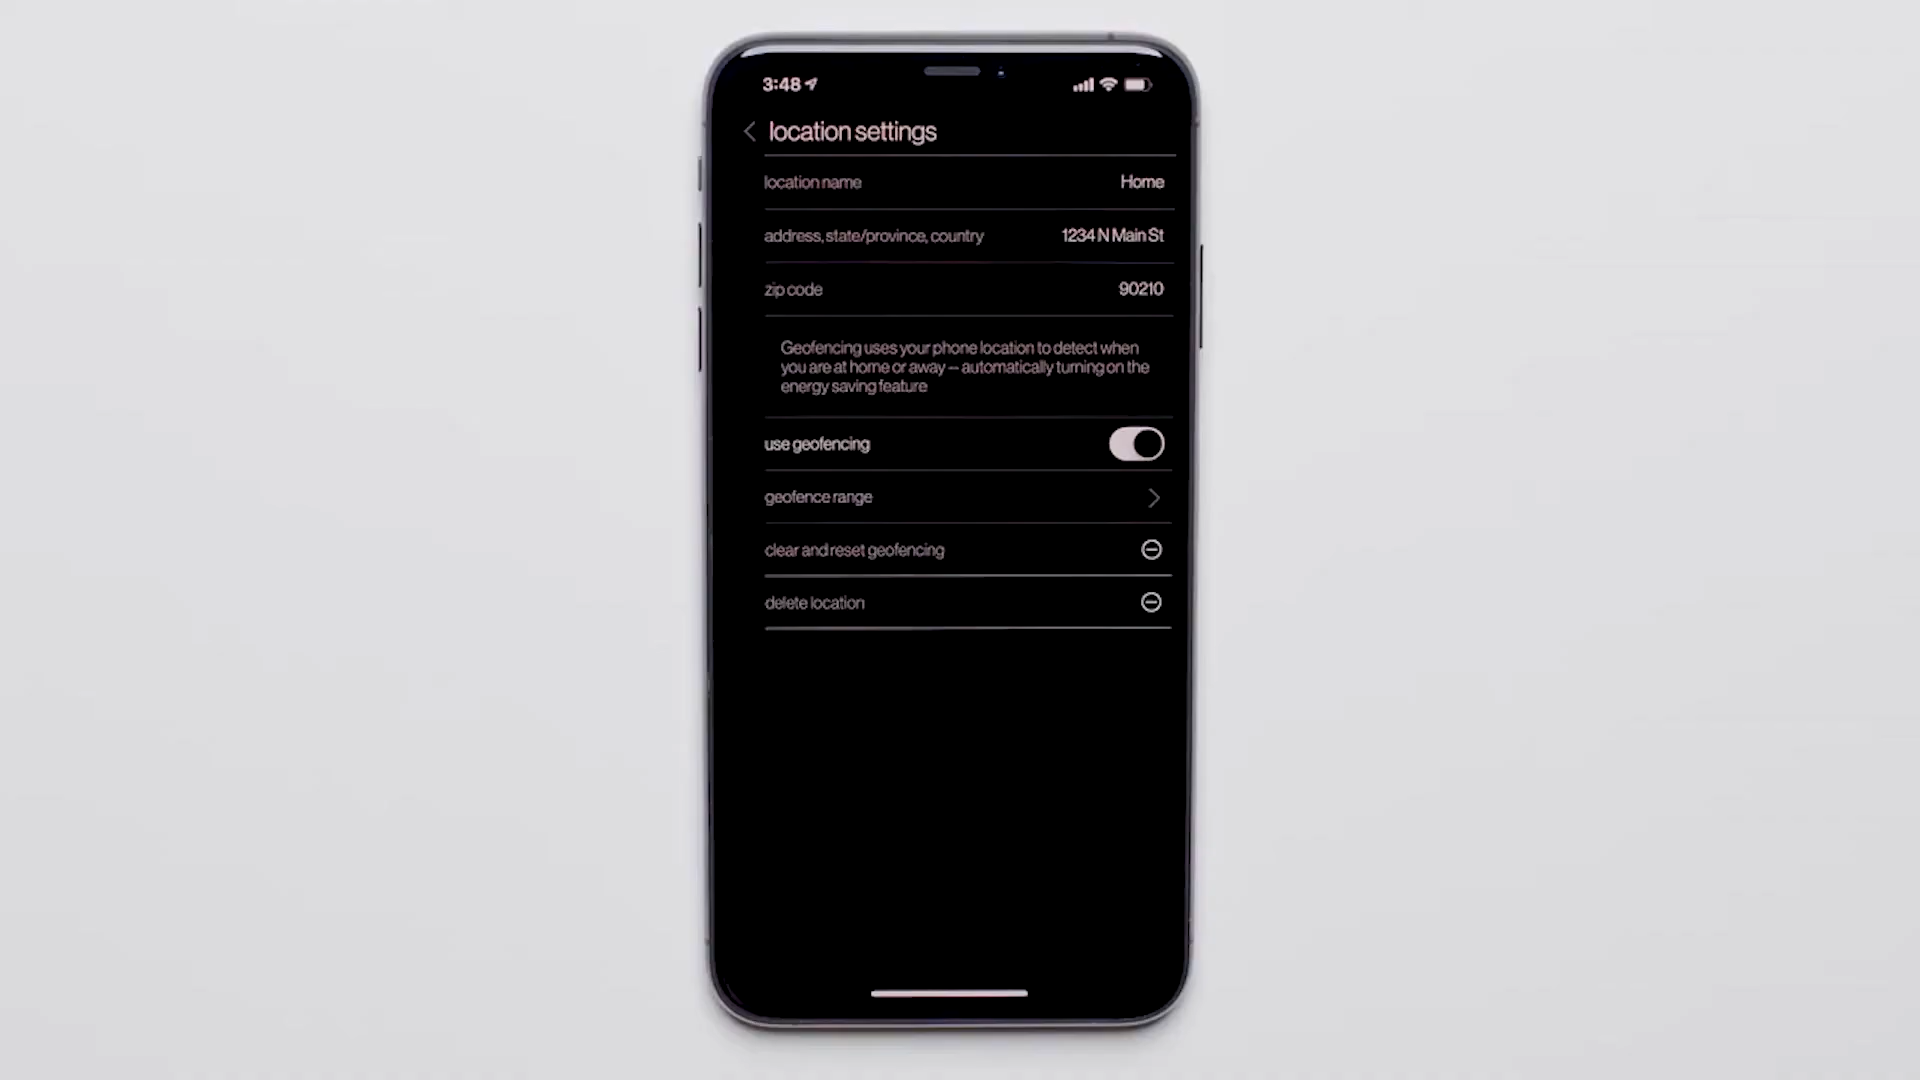 3:48
location settings
location name Home
address, state/province, country 1234 N Main St
zip code 90210
Geofencing uses your phone location to detect when
you are at home or away – automatically turning on the
energy saving feature
use geofencing
geofence range
clear and reset geofencing
delete location